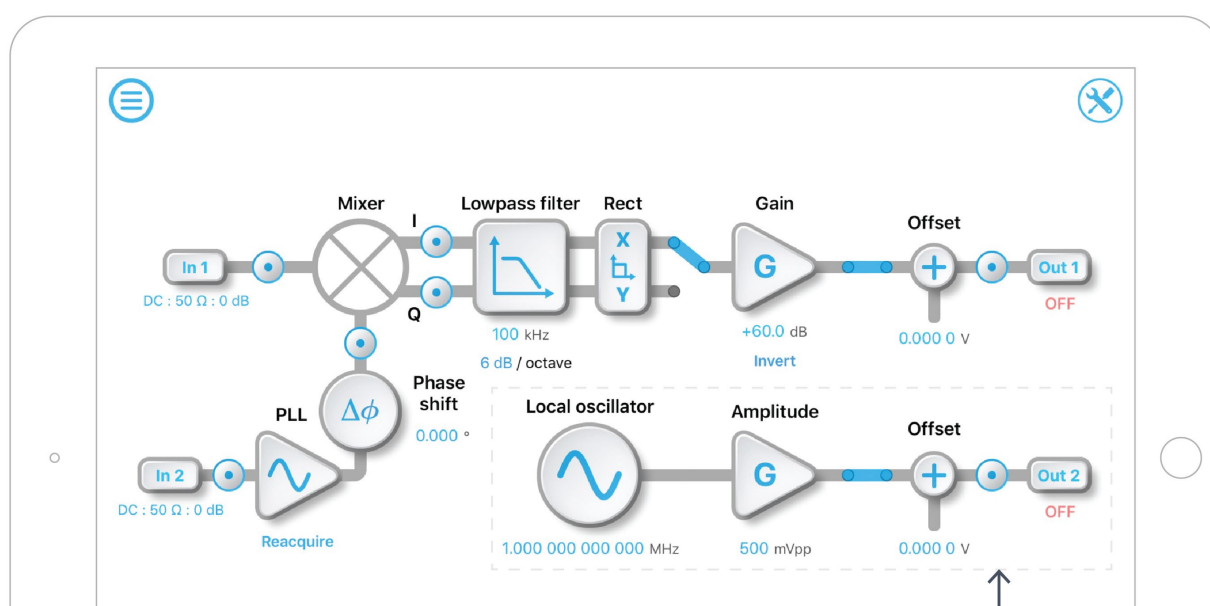 Mixer
Lowpass filter
Rect
Gain
Offset
I
X
In 1
G
Out 1
DC : 50 Ω : 0 dB
Q
Y
OFF
100 kHz
+60.0 dB
0.000 0 V
6 dB / octave
Invert
Phase
shift
Δϕ
0.000 °
PLL
Local oscillator
Amplitude
Offset
In 2
G
Out 2
DC : 50 Ω : 0 dB
OFF
Reacquire
1.000 000 000 000 MHz
500 mVpp
0.000 0 V